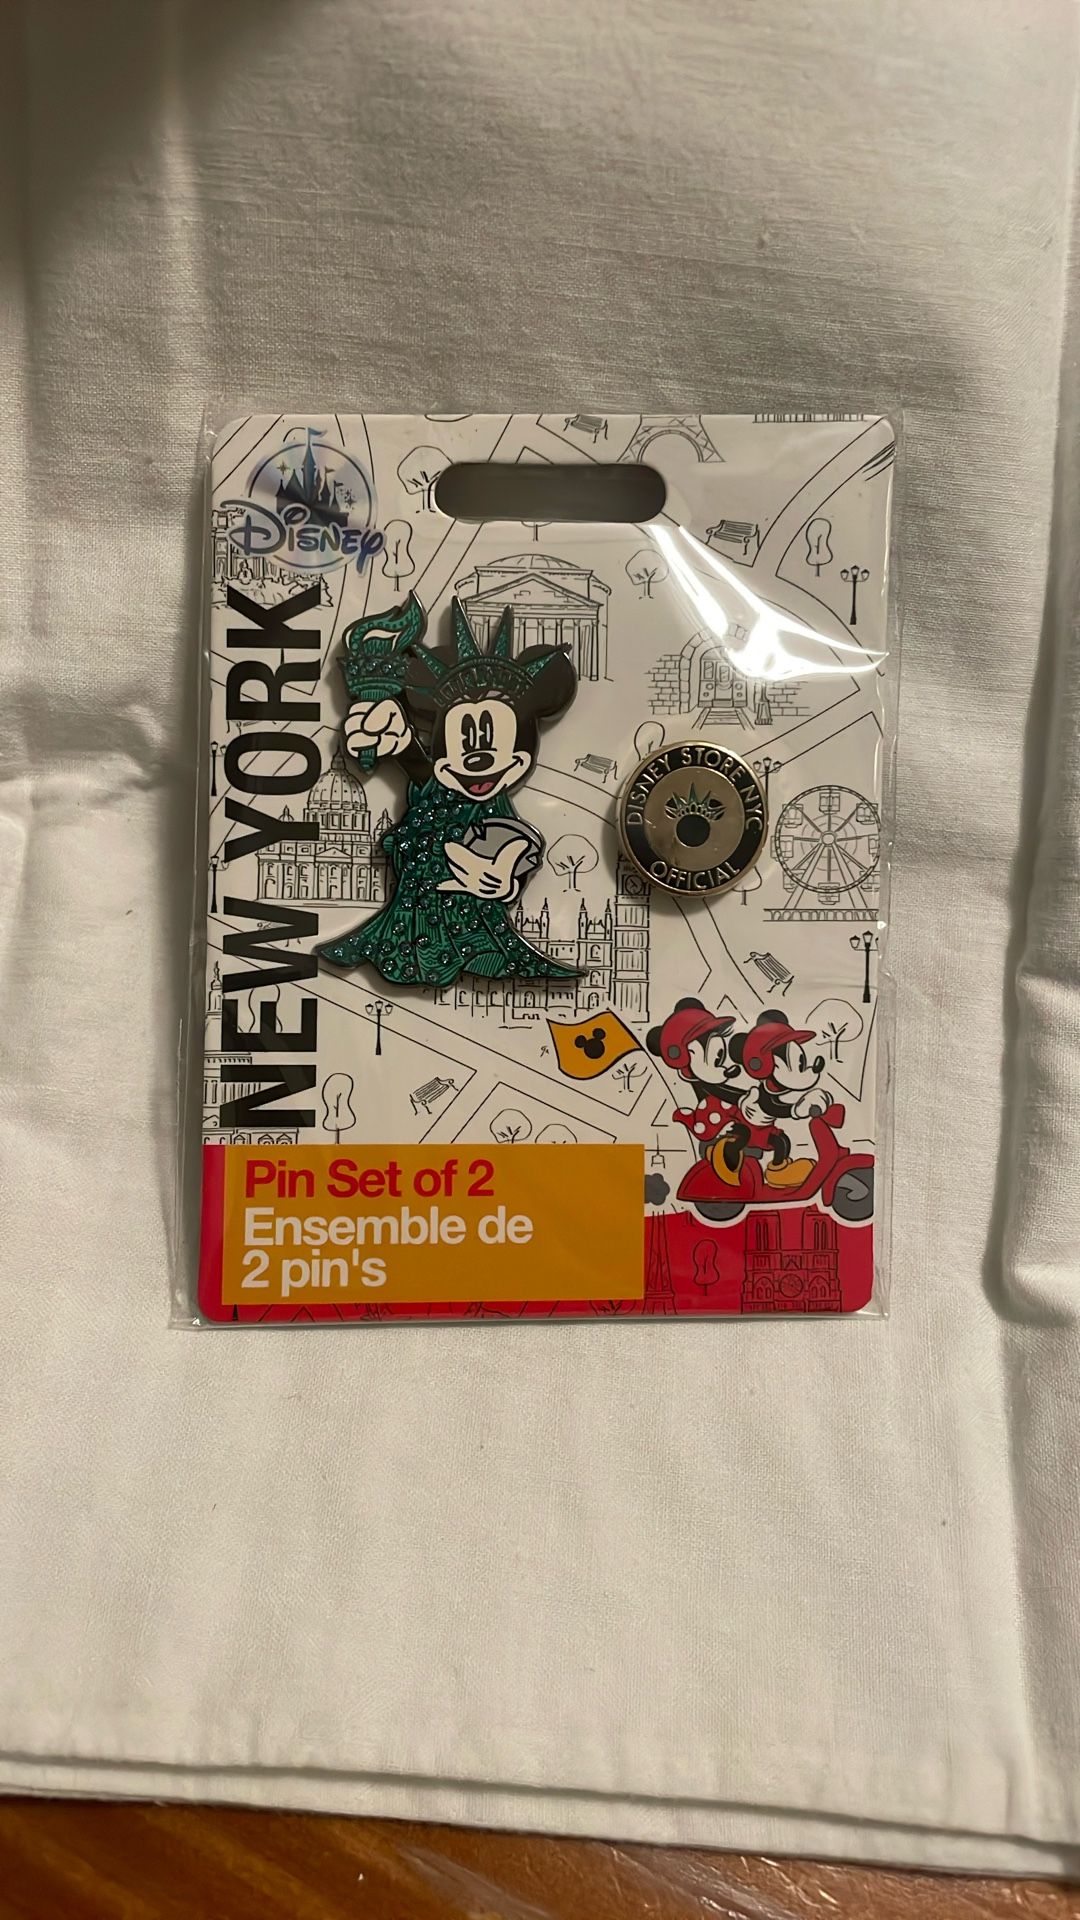 Disney
NEW YORK
DISNEY STORE NYC
OFFICIAL
Pin Set of 2
Ensemble de
2 pin's